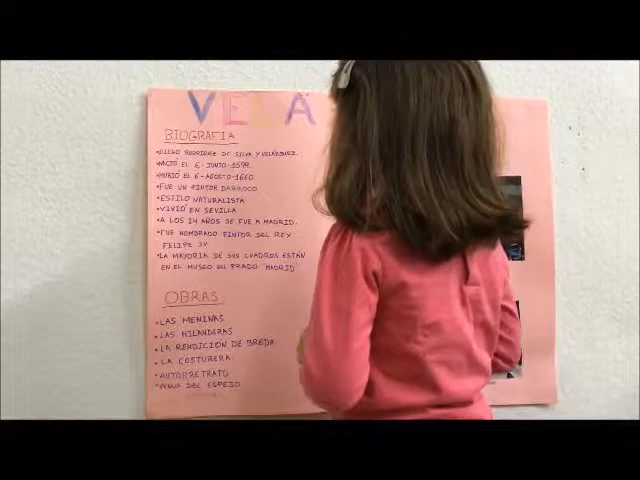 VELA
BIOGRAFIA
•DIEGO RODRIGUEZ DE SILVA Y VELÁZQUEZ.
•NACIÓ EL 6-JUNIO-1599.
•MURIÓ EL 6-AGOSTO-1660
•FUE UN PINTOR BARROCO
•ESTILO NATURALISTA
•VIVIÓ EN SEVILLA
•A LOS 24 AÑOS SE FUE A MADRID.
•FUE NOMBRADO PINTOR DEL REY
FELIPE IV.
•LA MAYORIA DE SUS CUADROS ESTÁN
EN EL MUSEO DEL PRADO "MADRID"
OBRAS
•LAS MENINAS
•LAS HILANDERAS
•LA RENDICIÓN DE BREDA
•LA COSTURERA
•AUTORRETRATO
•VENUS DEL ESPEJO